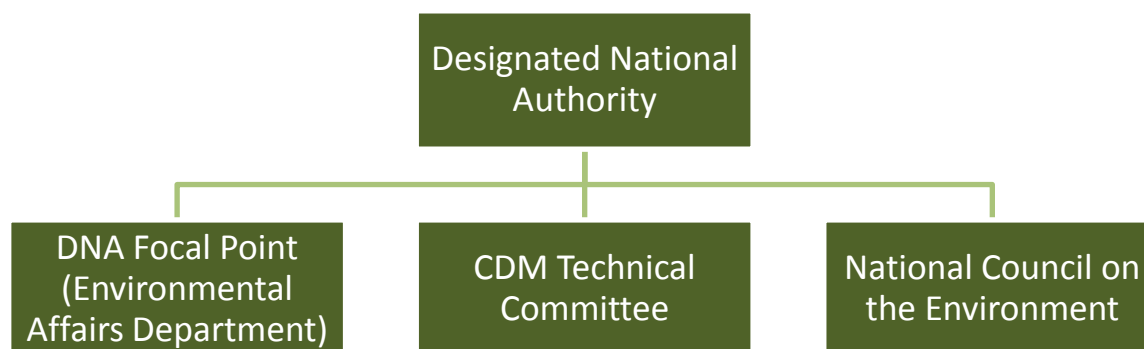 Designated National
Authority
DNA Focal Point
(Environmental
Affairs Department)
CDM Technical
Committee
National Council on
the Environment